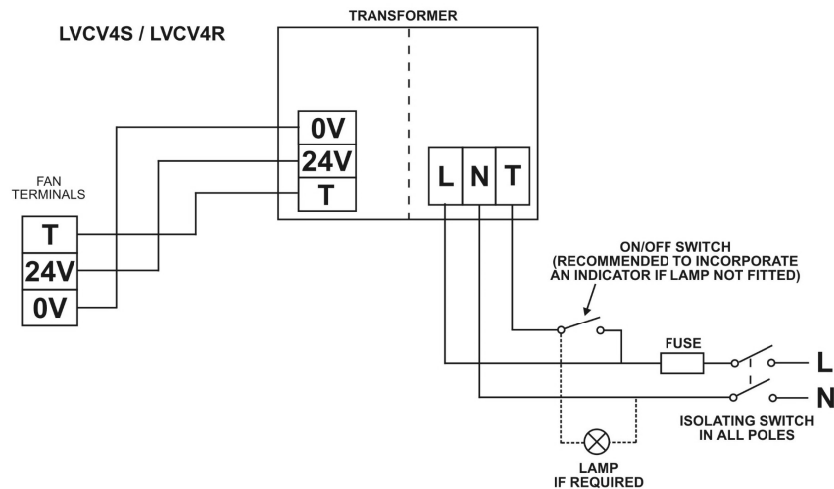 TRANSFORMER
LVCV4S / LVCV4R
0V
24V
T
L N T
FAN
TERMINALS
T
24V
0V
ON/OFF SWITCH
(RECOMMENDED TO INCORPORATE
AN INDICATOR IF LAMP NOT FITTED)
FUSE
L
N
ISOLATING SWITCH
IN ALL POLES
LAMP
IF REQUIRED